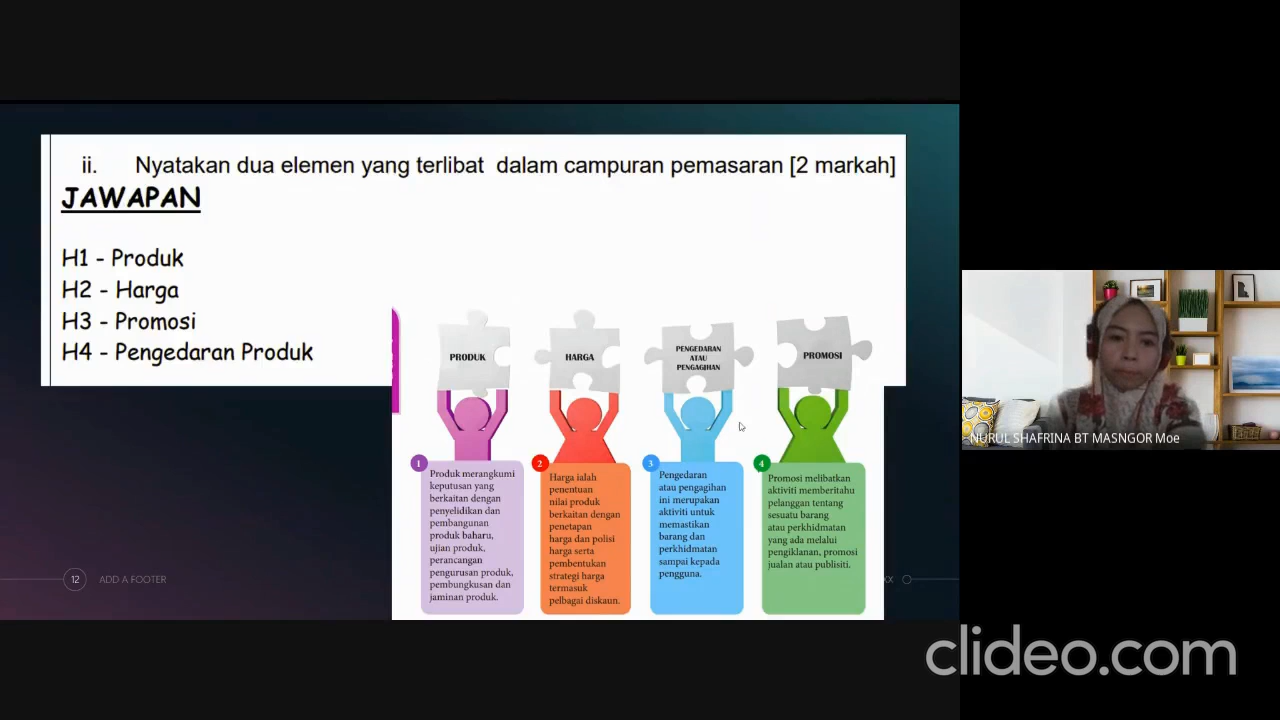 ii. Nyatakan dua elemen yang terlibat dalam campuran pemasaran [2 markah]
JAWAPAN
H1 - Produk
H2 - Harga
H3 - Promosi
H4 - Pengedaran Produk
PRODUK
HARGA
PENGEDARAN
ATAU
PENGAGIHAN
PROMOSI
1
Produk merangkumi
keputusan yang
berkaitan dengan
penyelidikan dan
pembangunan
produk baharu,
ujian produk,
perancangan
pengurusan produk,
pembungkusan dan
jaminan produk.
2
Harga ialah
penentuan
nilai produk
berkaitan dengan
penetapan
harga dan polisi
harga serta
pembentukan
strategi harga
termasuk
pelbagai diskaun.
3
Pengedaran
atau pengagihan
ini merupakan
aktiviti untuk
memastikan
barang dan
perkhidmatan
sampai kepada
pengguna.
4
Promosi melibatkan
aktiviti memberitahu
pelanggan tentang
sesuatu barang
atau perkhidmatan
yang ada melalui
pengiklanan, promosi
jualan atau publisiti.
12
ADD A FOOTER
XX
NURUL SHAFRINA BT MASNGOR Moe
clideo.com